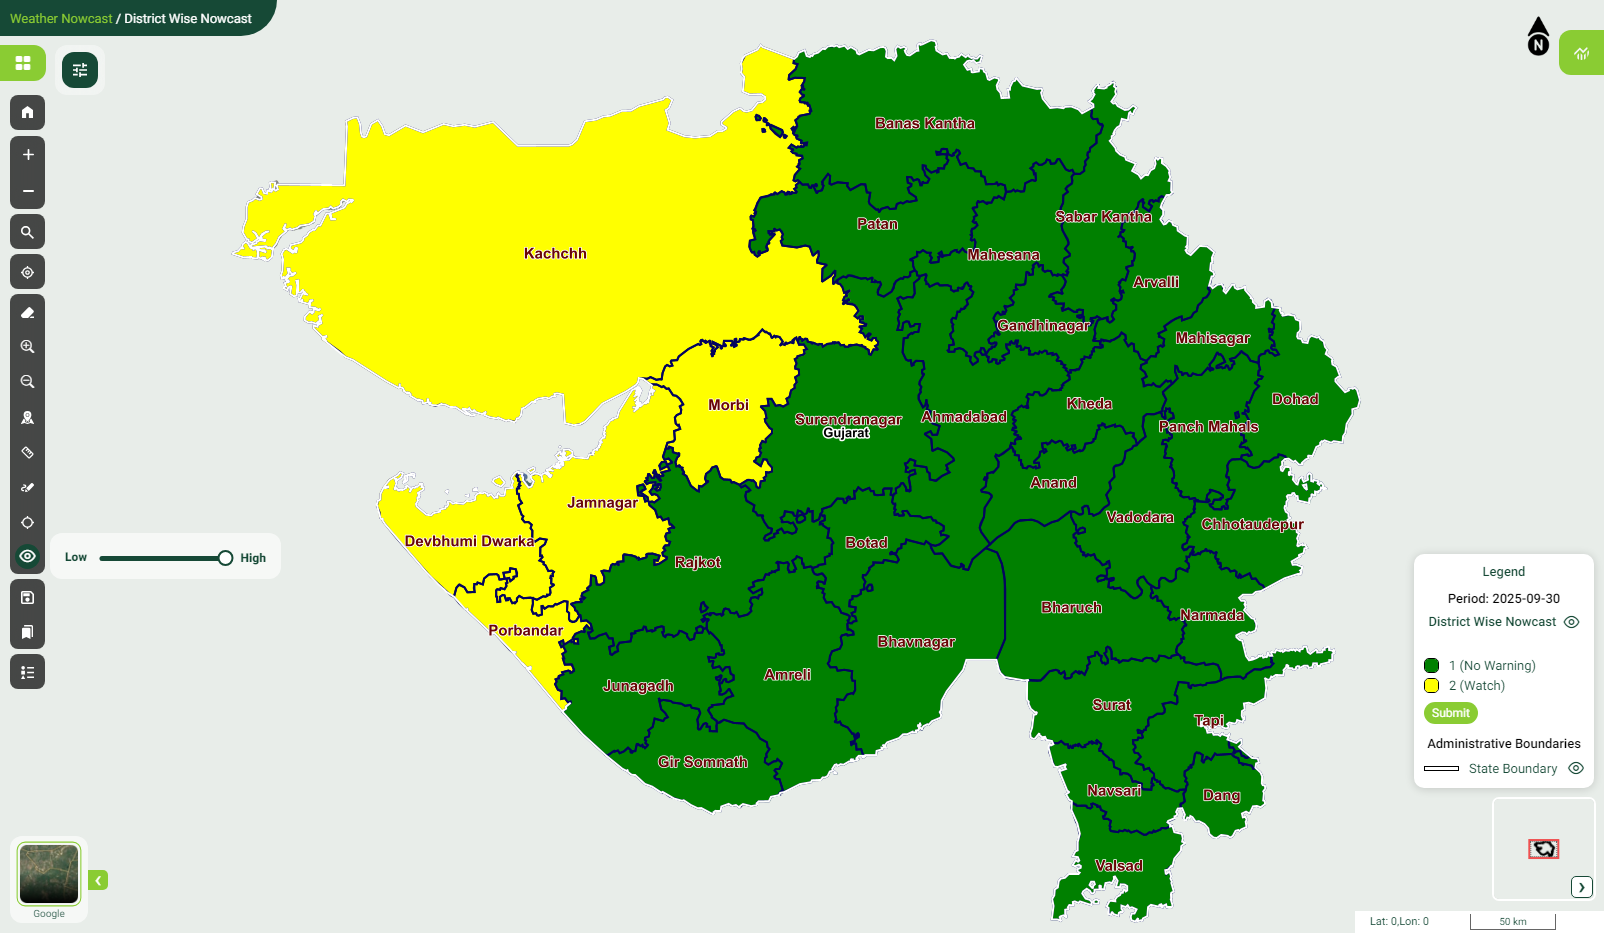 Weather Nowcast / District Wise Nowcast
N
Banas Kantha
Patan
Sabar Kantha
Kachchh
Mahesana
Arvalli
Gandhinagar
Mahisagar
Morbi
Surendranagar
Gujarat
Ahmadabad
Kheda
Dohad
Panch Mahals
Anand
Jamnagar
Vadodara
Chhotaudepur
Devbhumi Dwarka
Botad
Rajkot
Low
High
Bharuch
Narmada
Porbandar
Bhavnagar
Junagadh
Amreli
Surat
Tapi
Gir Somnath
Navsari
Dang
Valsad
Legend
Period: 2025-09-30
District Wise Nowcast
1 (No Warning)
2 (Watch)
Submit
Administrative Boundaries
State Boundary
Google
Lat: 0,Lon: 0
50 km